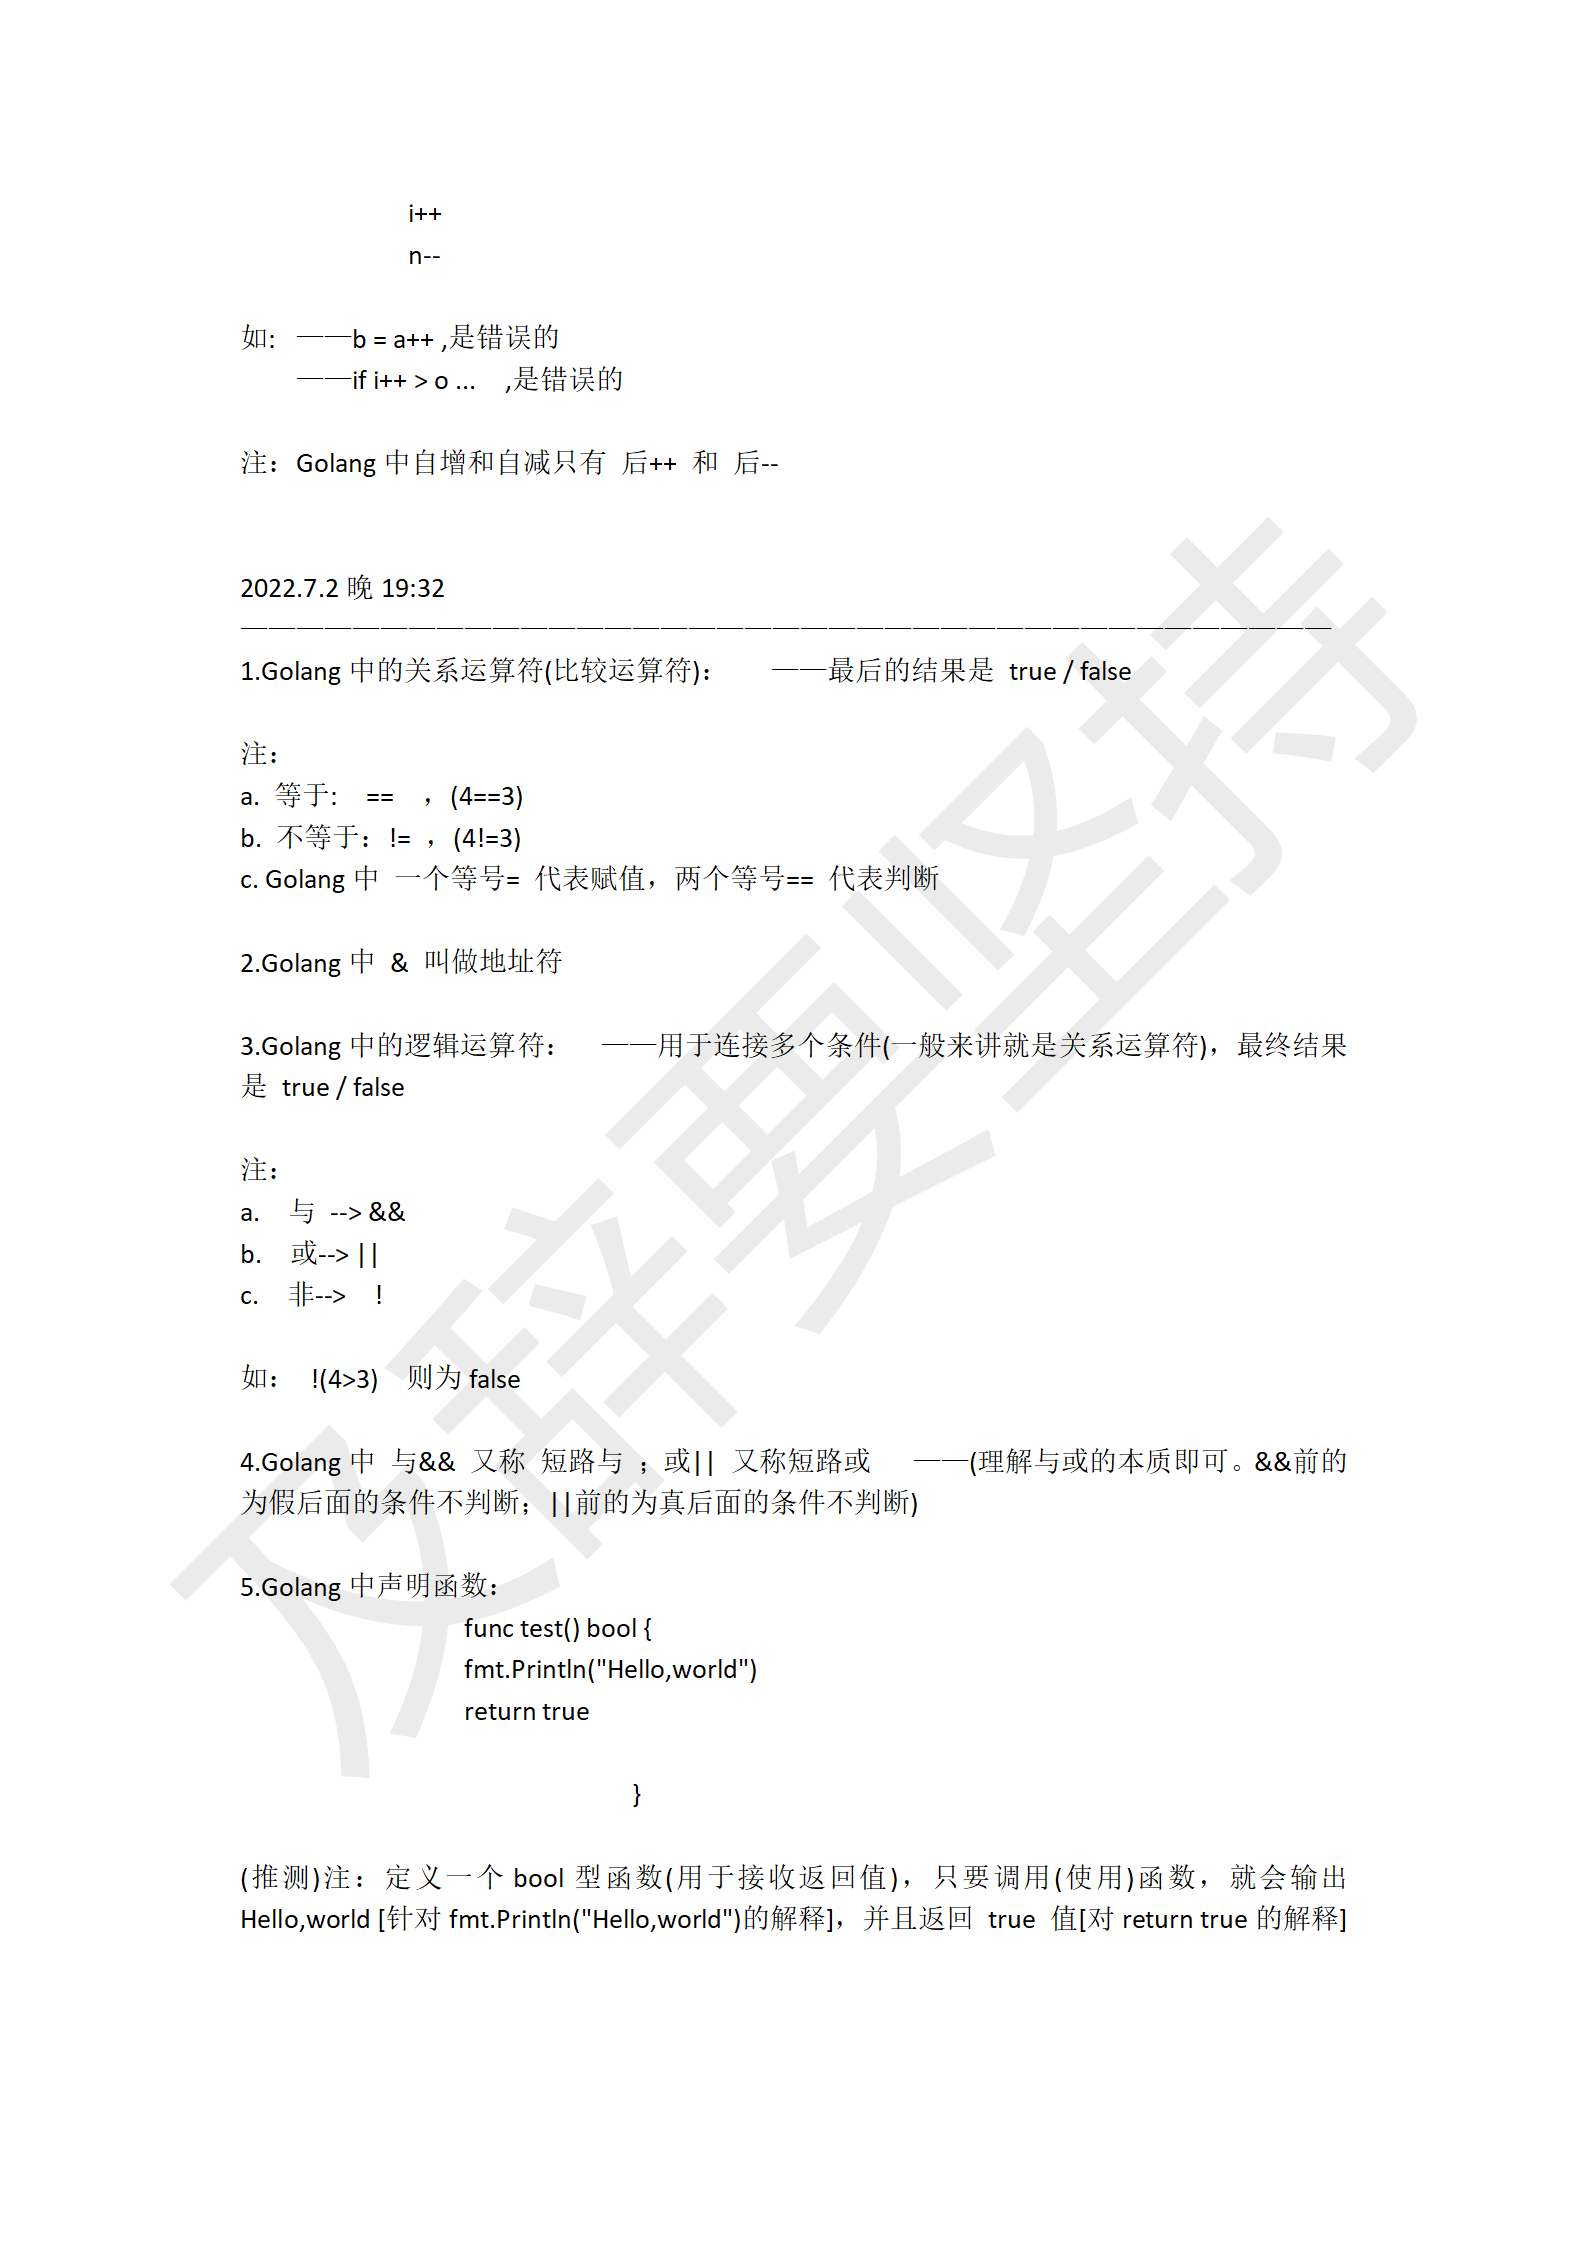 i++
n--
如:   ——b = a++ ,是错误的
——if i++ > o ...    ,是错误的
注：Golang 中自增和自减只有  后++  和  后--
2022.7.2 晚 19:32
———————————————————————————————————————
1.Golang 中的关系运算符(比较运算符)：      ——最后的结果是  true / false
注：
a.  等于:    ==    ，(4==3)
b.  不等于：!=  ，(4!=3)
c. Golang 中  一个等号=  代表赋值，两个等号==  代表判断
2.Golang 中  &  叫做地址符
3.Golang 中的逻辑运算符：    ——用于连接多个条件(一般来讲就是关系运算符)，最终结果
是  true / false
注：
a.    与  --> &&
b.    或--> ||
c.    非-->    !
如：   !(4>3)    则为 false
4.Golang 中  与&&  又称  短路与  ；或||  又称短路或      ——(理解与或的本质即可。&&前的
为假后面的条件不判断；||前的为真后面的条件不判断)
5.Golang 中声明函数：
func test() bool {
fmt.Println("Hello,world")
return true
}
(推测)注：定义一个 bool 型函数(用于接收返回值)，只要调用(使用)函数，就会输出
Hello,world [针对 fmt.Println("Hello,world")的解释]，并且返回  true  值[对 return true 的解释]
及辞要坚持